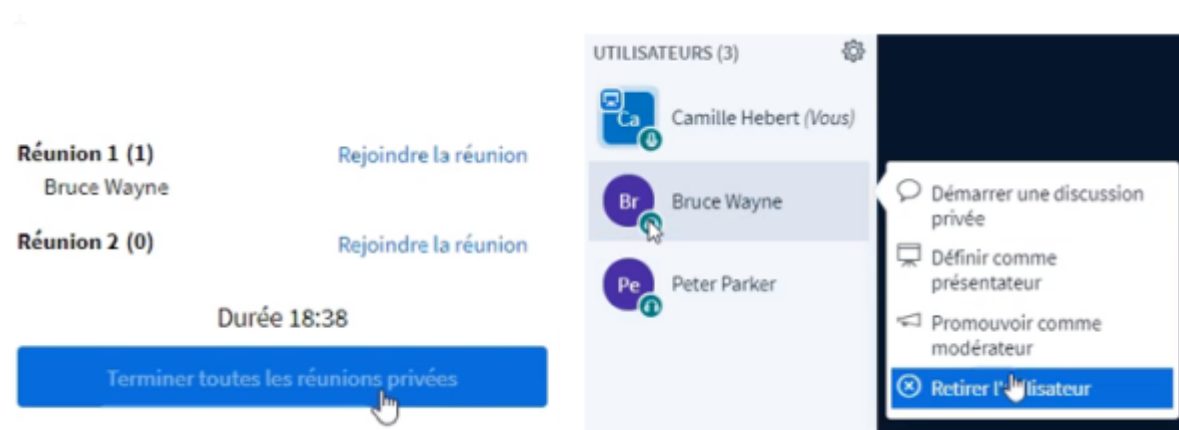 Réunion 1 (1)
Rejoindre la réunion
Bruce Wayne
Réunion 2 (0)
Rejoindre la réunion
Durée 18:38
Terminer toutes les réunions privées
UTILISATEURS (3)
Ca
Camille Hebert (Vous)
Br
Bruce Wayne
Pe
Peter Parker
Démarrer une discussion
privée
Définir comme
présentateur
Promouvoir comme
modérateur
Retirer l'utilisateur